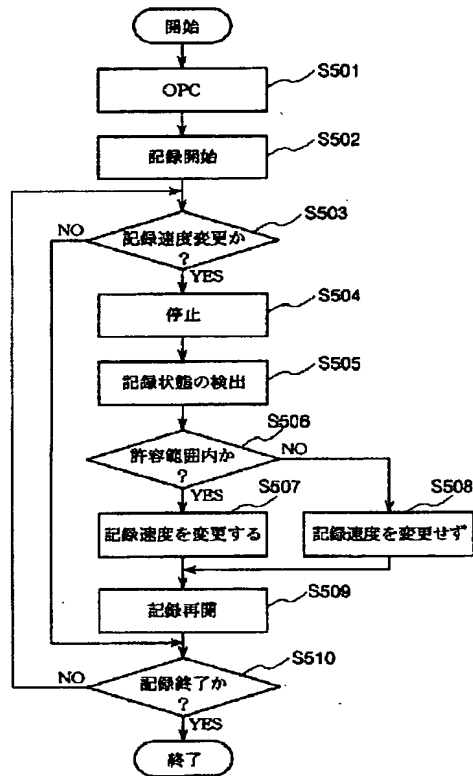 開始
S501
OPC
S502
記録開始
S503
NO
記録速度変更か
?
YES
S504
停止
S505
記録状態の検出
S506
許容範囲内か
?
NO
YES
S507
S508
記録速度を変更する
記録速度を変更せず
S509
記録再開
S510
NO
記録終了か
?
YES
終了